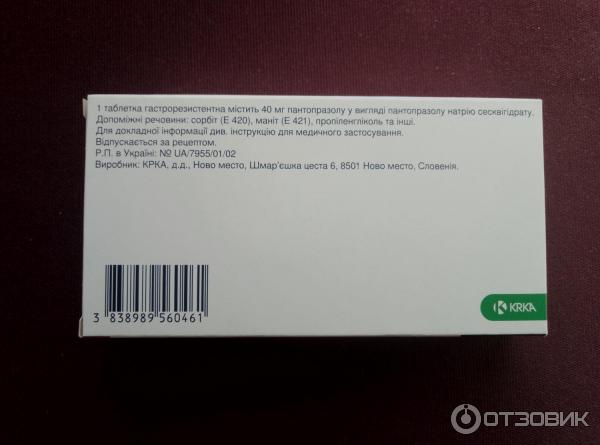 1 таблетка гастрорезистентна містить 40 мг пантопразолу у вигляді пантопразолу натрію сесквігідрату.
Допоміжні речовини: сорбіт (Е 420), маніт (Е 421), пропіленгліколь та інші.
Для докладної інформації див. інструкцію для медичного застосування.
Відпускається за рецептом.
Р.П. в Україні: № UA/7955/01/02
Виробник: КРКА, д.д., Ново место, Шмар'єшка цеста 6, 8501 Ново место, Словенія.
3 838989 560461
KRKA
ОТЗОВИК